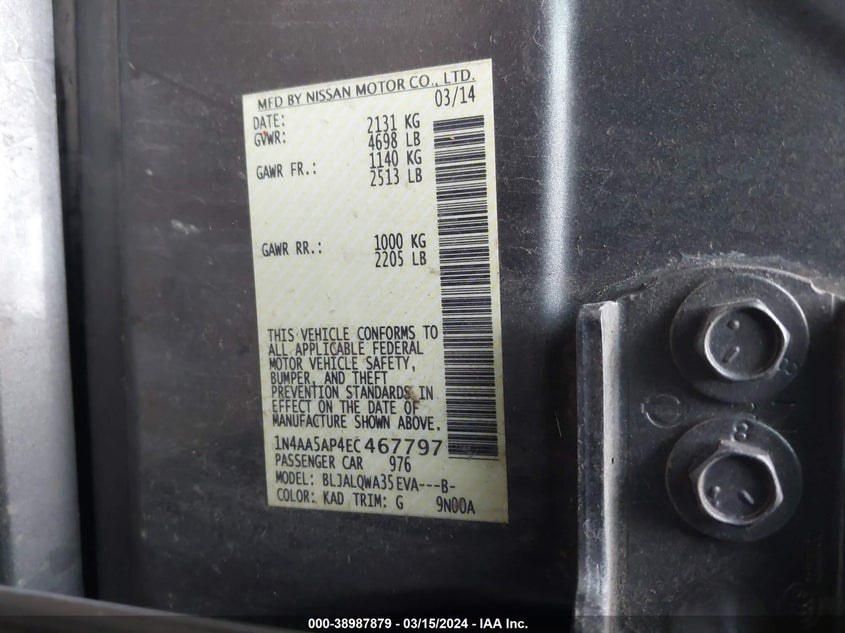 MFD BY NISSAN MOTOR CO., LTD.
DATE: 03/14
GVWR: 2131 KG
4698 LB
GAWR FR.: 1140 KG
2513 LB
GAWR RR.: 1000 KG
2205 LB
THIS VEHICLE CONFORMS TO
ALL APPLICABLE FEDERAL
MOTOR VEHICLE SAFETY,
BUMPER, AND THEFT
PREVENTION STANDARDS IN
EFFECT ON THE DATE OF
MANUFACTURE SHOWN ABOVE.
1N4AA5AP4EC467797
PASSENGER CAR 976
MODEL: BLJALQWA35EVA---B-
COLOR: KAD TRIM: G 9N00A
8
8
000-38987879 - 03/15/2024 - IAA Inc.